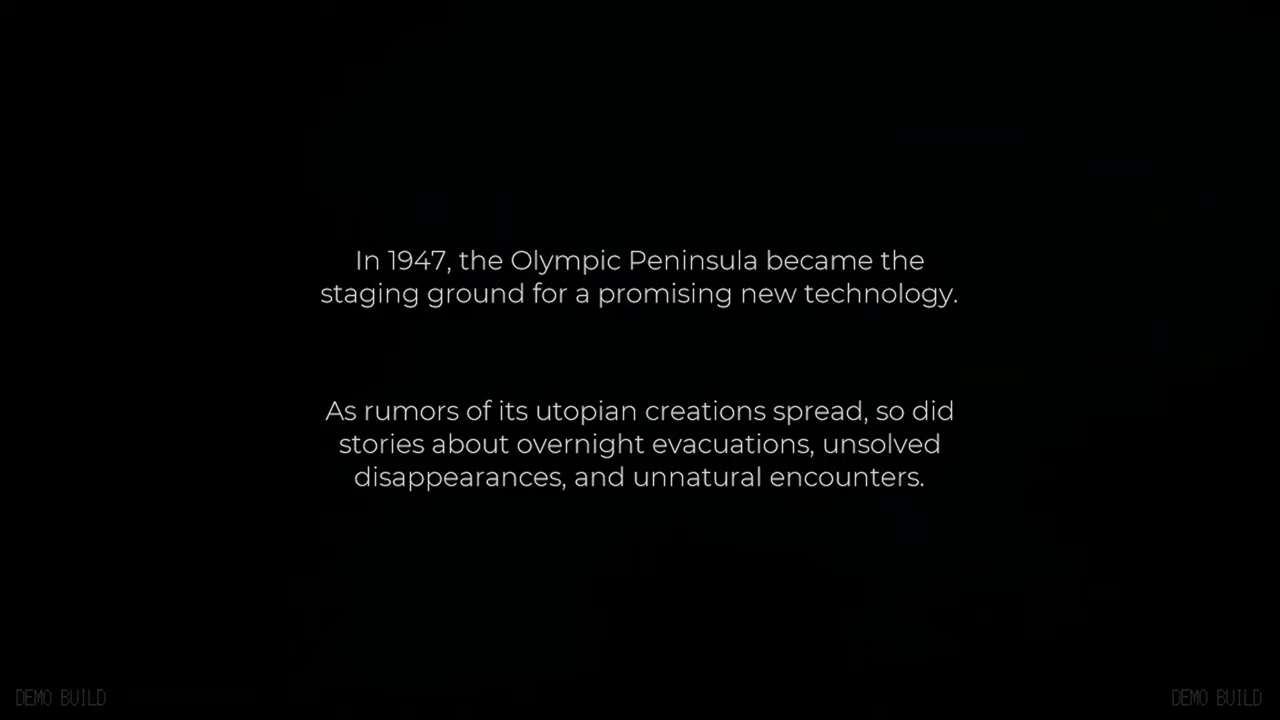 In 1947, the Olympic Peninsula became the
staging ground for a promising new technology.
As rumors of its utopian creations spread, so did
stories about overnight evacuations, unsolved
disappearances, and unnatural encounters.
DEMO BUILD
DEMO BUILD